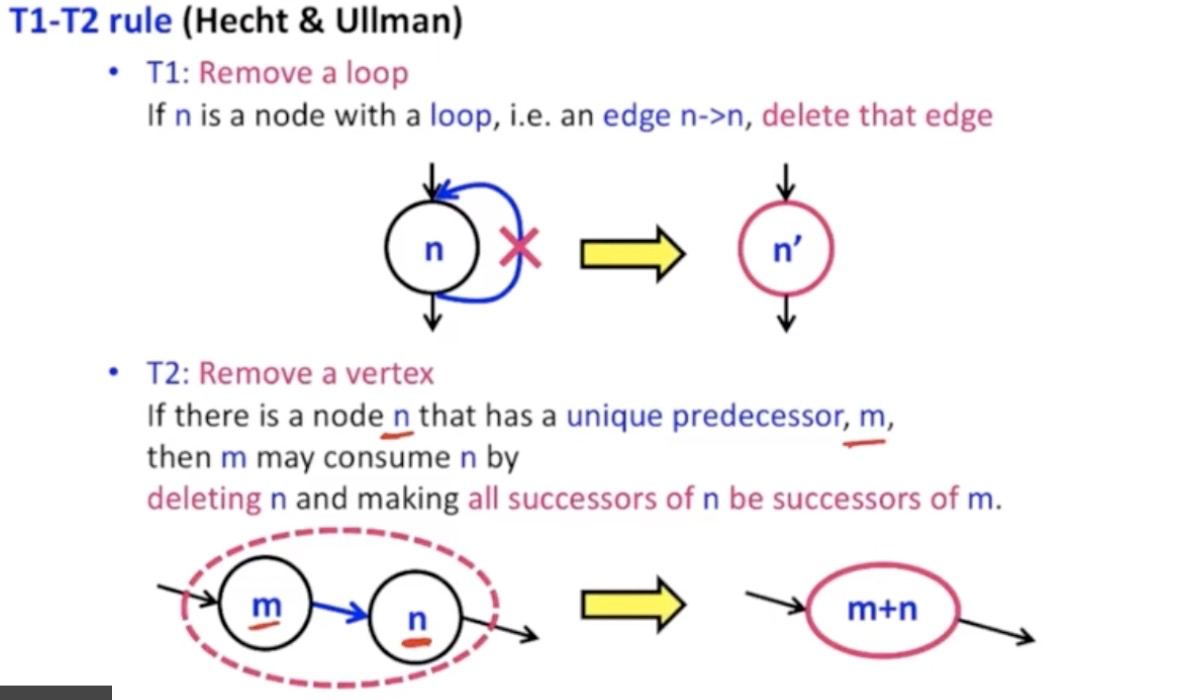 T1-T2 rule (Hecht & Ullman)
• T1: Remove a loop
If n is a node with a loop, i.e. an edge n->n, delete that edge
n
n′
• T2: Remove a vertex
If there is a node n that has a unique predecessor, m,
then m may consume n by
deleting n and making all successors of n be successors of m.
m
n
m+n